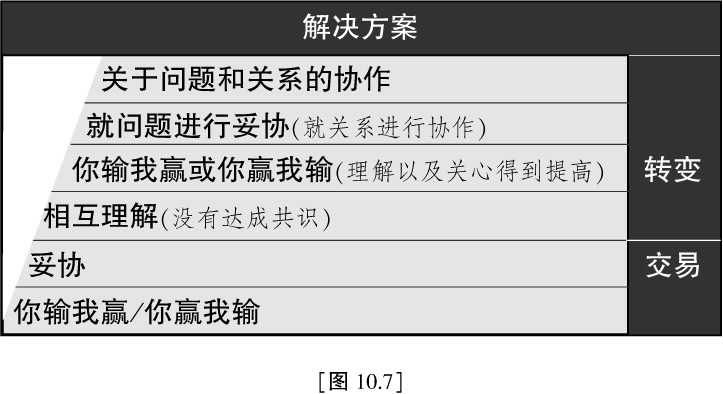 解决方案
关于问题和关系的协作
就问题进行妥协(就关系进行协作)
你输我赢或你赢我输(理解以及关心得到提高)
转变
相互理解(没有达成共识)
妥协
交易
你输我赢/你赢我输
[图 10.7]